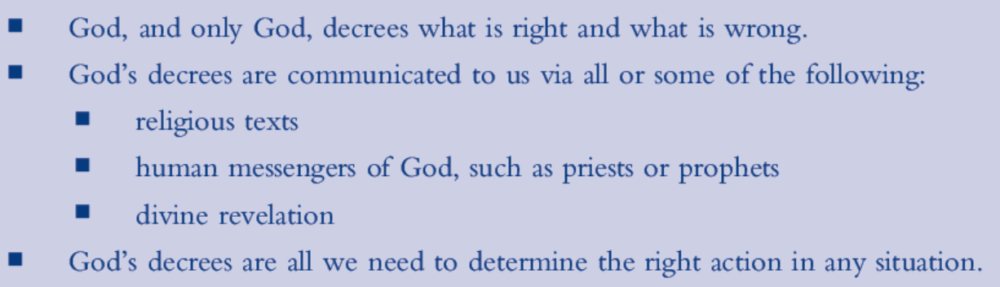 ■ God, and only God, decrees what is right and what is wrong.
■ God’s decrees are communicated to us via all or some of the following:
■ religious texts
■ human messengers of God, such as priests or prophets
■ divine revelation
■ God’s decrees are all we need to determine the right action in any situation.